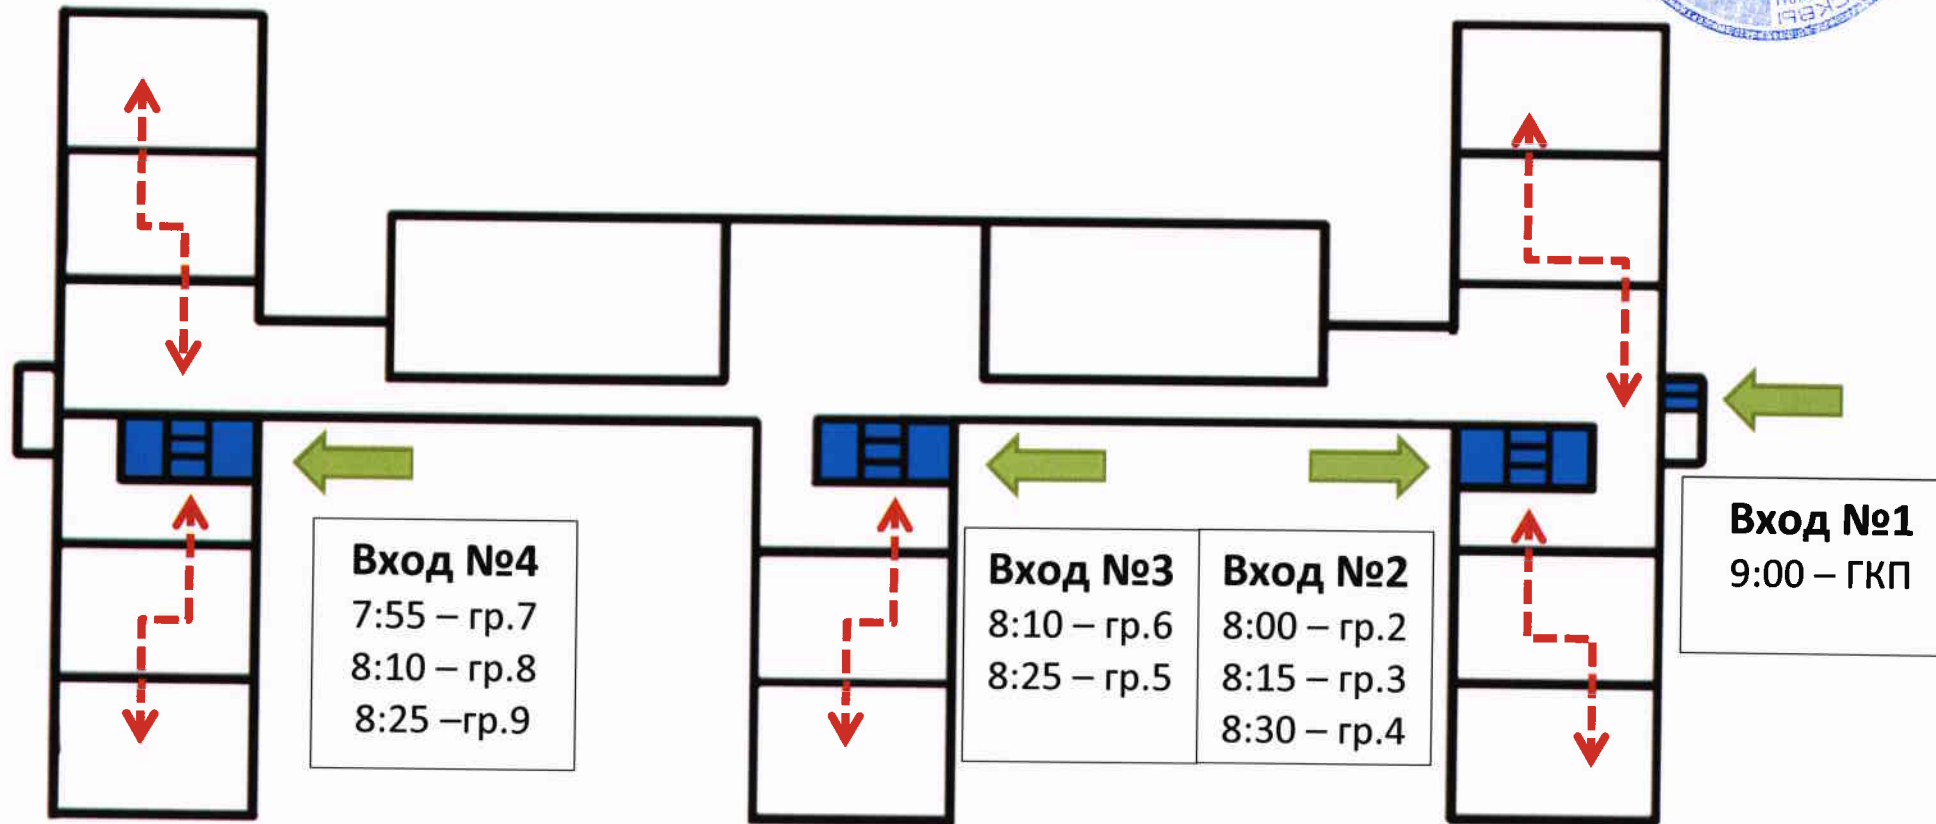 Вход №4
7:55 – гр.7
8:10 – гр.8
8:25 –гр.9
Вход №3
8:10 – гр.6
8:25 – гр.5
Вход №2
8:00 – гр.2
8:15 – гр.3
8:30 – гр.4
Вход №1
9:00 – ГКП